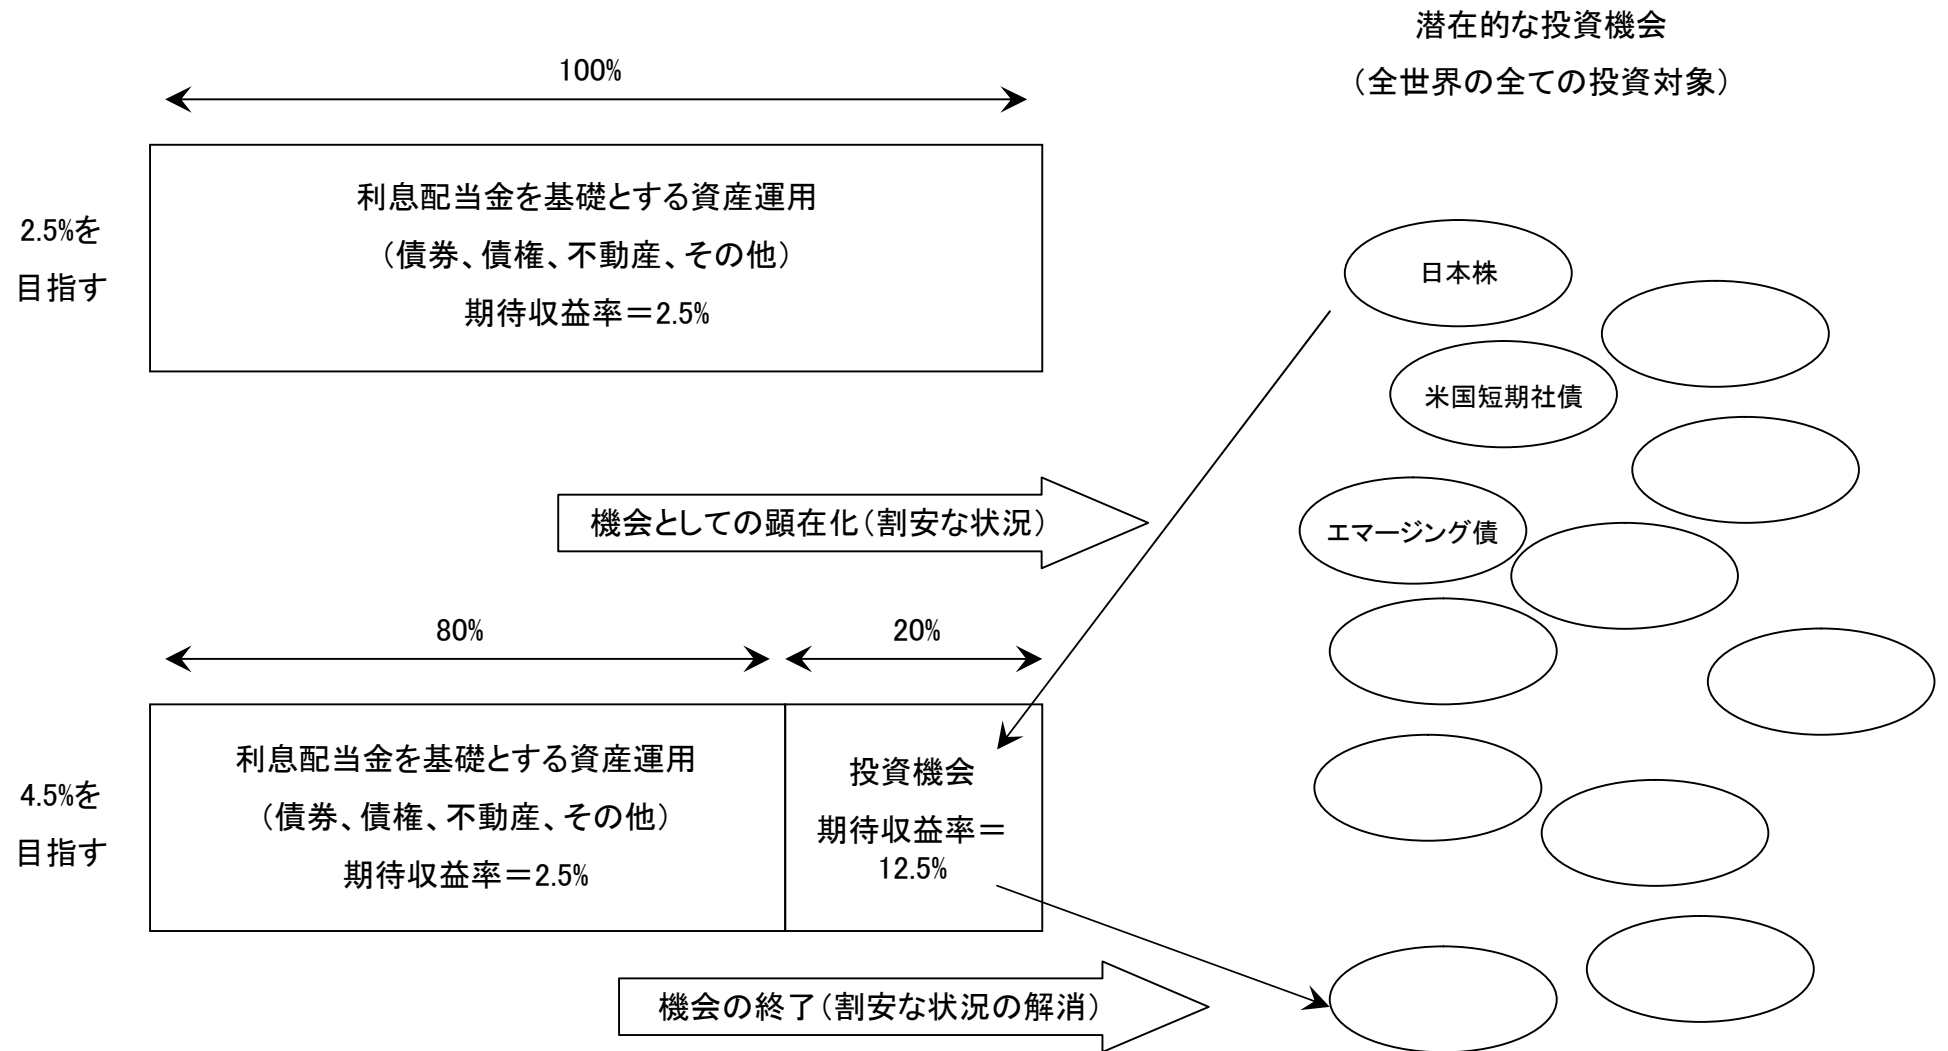 潜在的な投資機会
（全世界の全ての投資対象）
100%
利息配当金を基礎とする資産運用
（債券、債権、不動産、その他）
期待収益率＝2.5%
2.5%を
目指す
日本株
米国短期社債
エマージング債
機会としての顕在化（割安な状況）
80%
20%
利息配当金を基礎とする資産運用
（債券、債権、不動産、その他）
期待収益率＝2.5%
投資機会
期待収益率＝
12.5%
4.5%を
目指す
機会の終了（割安な状況の解消）